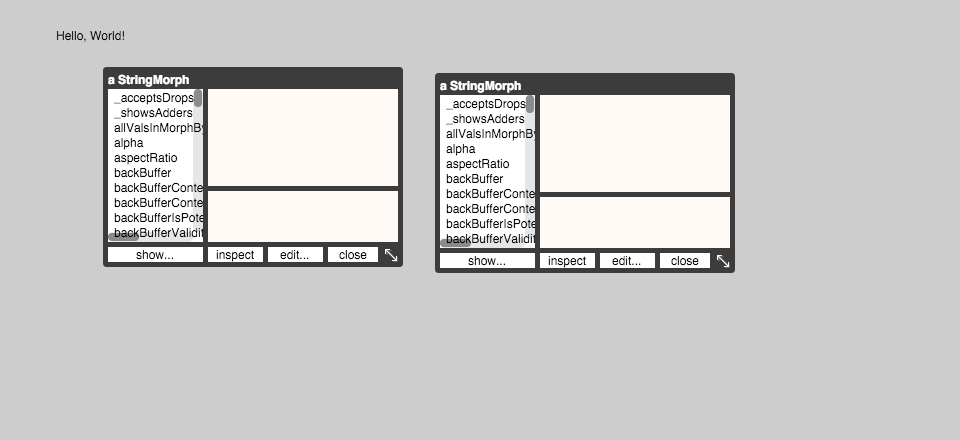 Hello, World!
a StringMorph
_acceptsDrops
_showsAdders
allValsInMorphBy
alpha
aspectRatio
backBuffer
backBufferConte
backBufferConte
backBufferIsPote
backBufferValidit
show...
inspect
edit...
close
a StringMorph
_acceptsDrops
_showsAdders
allValsInMorphBy
alpha
aspectRatio
backBuffer
backBufferConte
backBufferConte
backBufferIsPote
backBufferValidit
show...
inspect
edit...
close